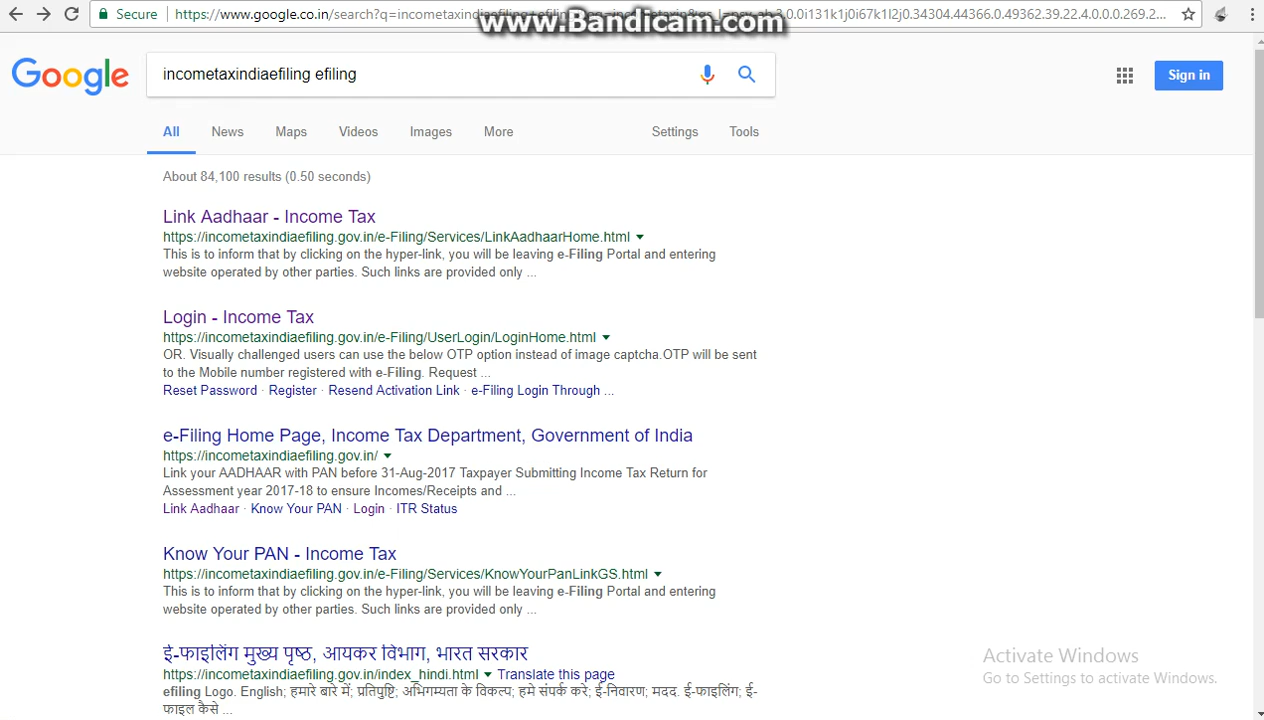 Secure https://www.google.co.in/search?q=incometaxindiaefiling
www.Bandicam.com
Google incometaxindiaefiling efiling Sign in
All News Maps Videos Images More Settings Tools
About 84,100 results (0.50 seconds)
Link Aadhaar - Income Tax
https://incometaxindiaefiling.gov.in/e-Filing/Services/LinkAadhaarHome.html
This is to inform that by clicking on the hyper-link, you will be leaving e-Filing Portal and entering
website operated by other parties. Such links are provided only ...
Login - Income Tax
https://incometaxindiaefiling.gov.in/e-Filing/UserLogin/LoginHome.html
OR. Visually challenged users can use the below OTP option instead of image captcha.OTP will be sent
to the Mobile number registered with e-Filing. Request ...
Reset Password · Register · Resend Activation Link · e-Filing Login Through ...
e-Filing Home Page, Income Tax Department, Government of India
https://incometaxindiaefiling.gov.in/
Link your AADHAAR with PAN before 31-Aug-2017 Taxpayer Submitting Income Tax Return for
Assessment year 2017-18 to ensure Incomes/Receipts and ...
Link Aadhaar · Know Your PAN · Login · ITR Status
Know Your PAN - Income Tax
https://incometaxindiaefiling.gov.in/e-Filing/Services/KnowYourPanLinkGS.html
This is to inform that by clicking on the hyper-link, you will be leaving e-Filing Portal and entering
website operated by other parties. Such links are provided only ...
ई-फाइलिंग मुख्य पृष्ठ, आयकर विभाग, भारत सरकार
https://incometaxindiaefiling.gov.in/index_hindi.html Translate this page
efiling Logo. English; हमारे बारे में; प्रतिपुष्टि; अभिगम्यता के विकल्प; हमे संपर्क करे; ई-निवारण; मदद. ई-फाइलिंग; ई-
फाइल कैसे ...
Activate Windows
Go to Settings to activate Windows.